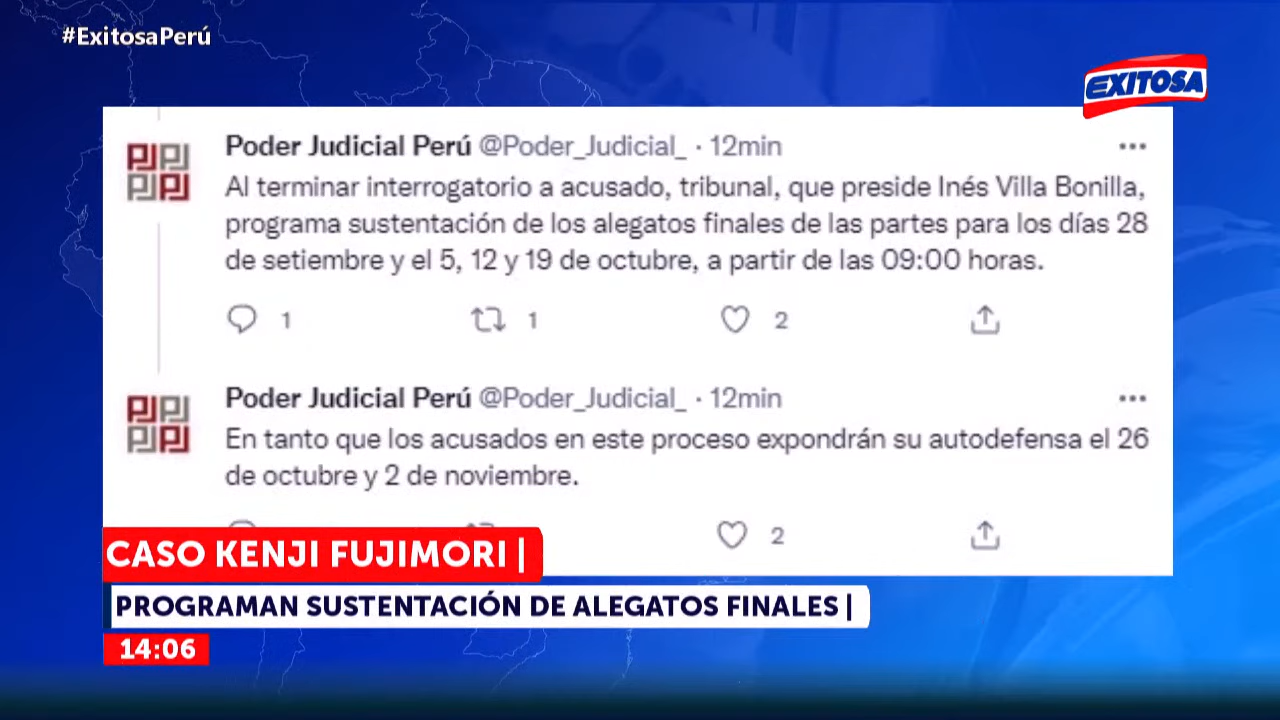 #ExitosaPerú
EXITOSA
Poder Judicial Perú @Poder_Judicial_ · 12min
Al terminar interrogatorio a acusado, tribunal, que preside Inés Villa Bonilla,
programa sustentación de los alegatos finales de las partes para los días 28
de setiembre y el 5, 12 y 19 de octubre, a partir de las 09:00 horas.
1 1 2
Poder Judicial Perú @Poder_Judicial_ · 12min
En tanto que los acusados en este proceso expondrán su autodefensa el 26
de octubre y 2 de noviembre.
2
CASO KENJI FUJIMORI |
PROGRAMAN SUSTENTACIÓN DE ALEGATOS FINALES |
14:06